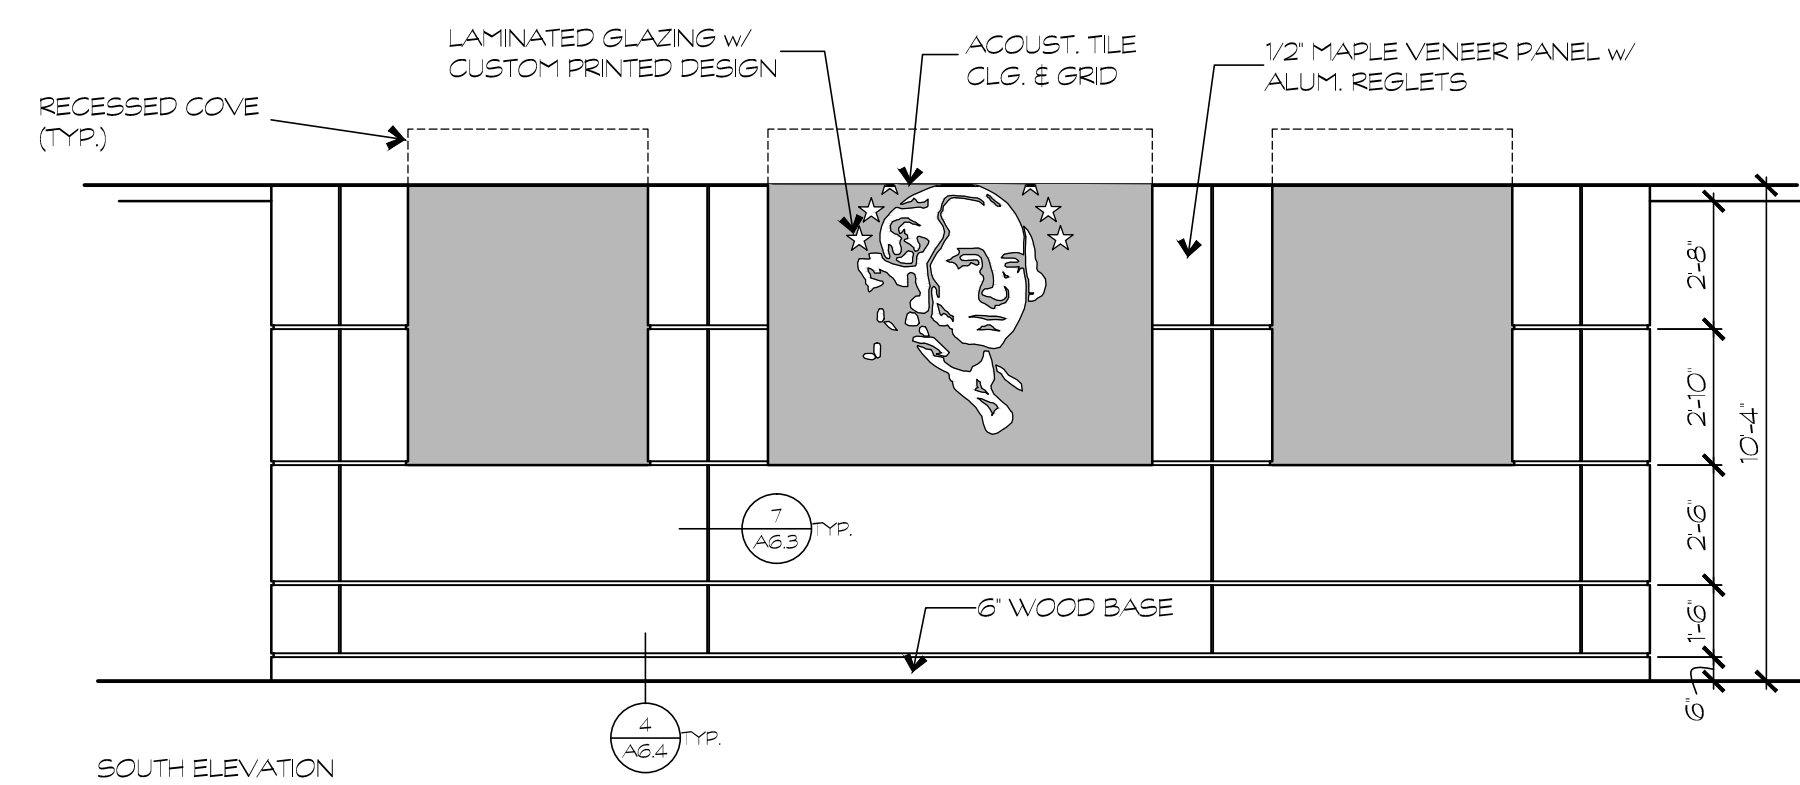 LAMINATED GLAZING w/
CUSTOM PRINTED DESIGN
ACOUST. TILE
CLG. & GRID
1/2" MAPLE VENEER PANEL w/
ALUM. REGLETS
RECESSED COVE
(TYP.)
2'-8"
2'-10"
10'-4"
2'-6"
1'-6"
6"
7
A6.3
TYP.
6" WOOD BASE
4
A6.4
TYP.
SOUTH ELEVATION